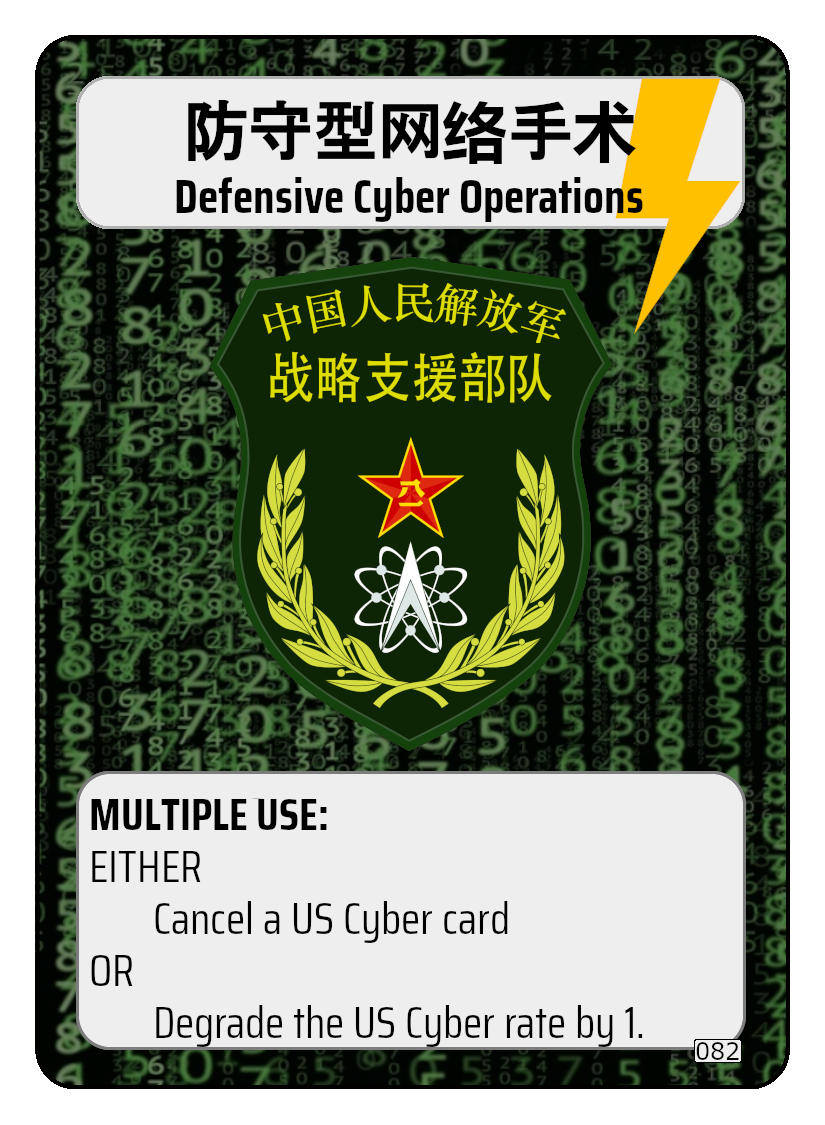 防守型网络手术
Defensive Cyber Operations
中国人民解放军
战略支援部队
八一
MULTIPLE USE:
EITHER
Cancel a US Cyber card
OR
Degrade the US Cyber rate by 1.
082